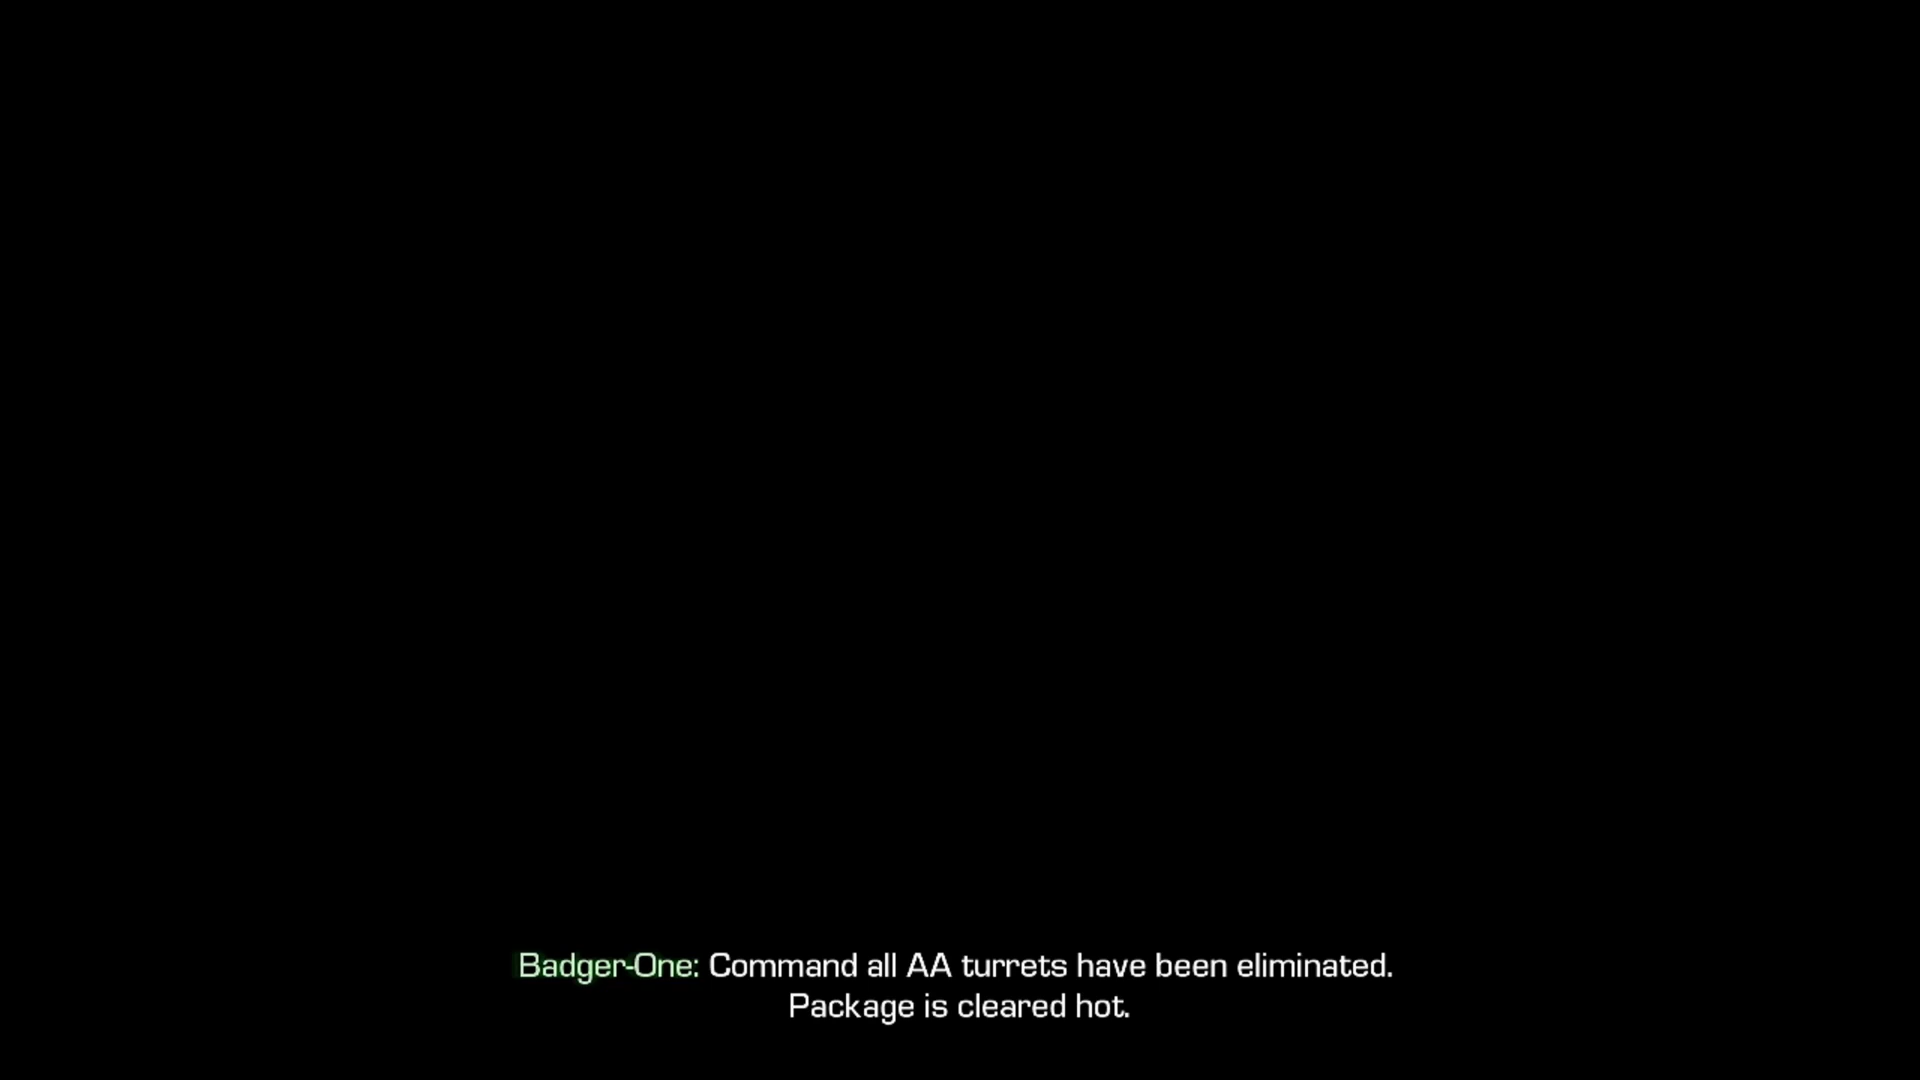 Badger-One: Command all AA turrets have been eliminated.
Package is cleared hot.